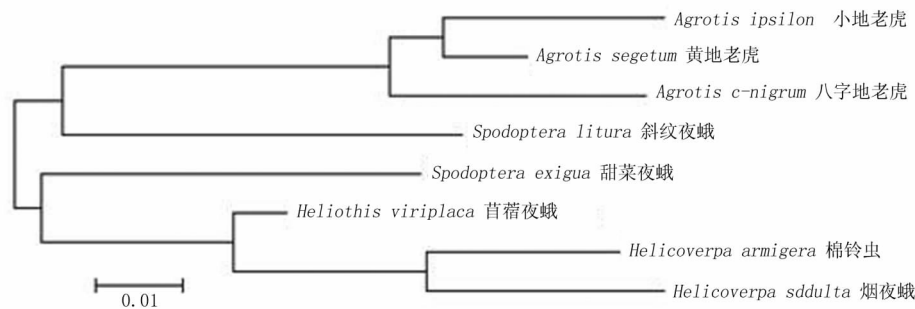 Agrotis ipsilon 小地老虎
Agrotis segetum 黄地老虎
Agrotis c-nigrum 八字地老虎
Spodoptera litura 斜纹夜蛾
Spodoptera exigua 甜菜夜蛾
Heliothis viriplaca 苜蓿夜蛾
Helicoverpa armigera 棉铃虫
Helicoverpa sddulta 烟夜蛾
0.01